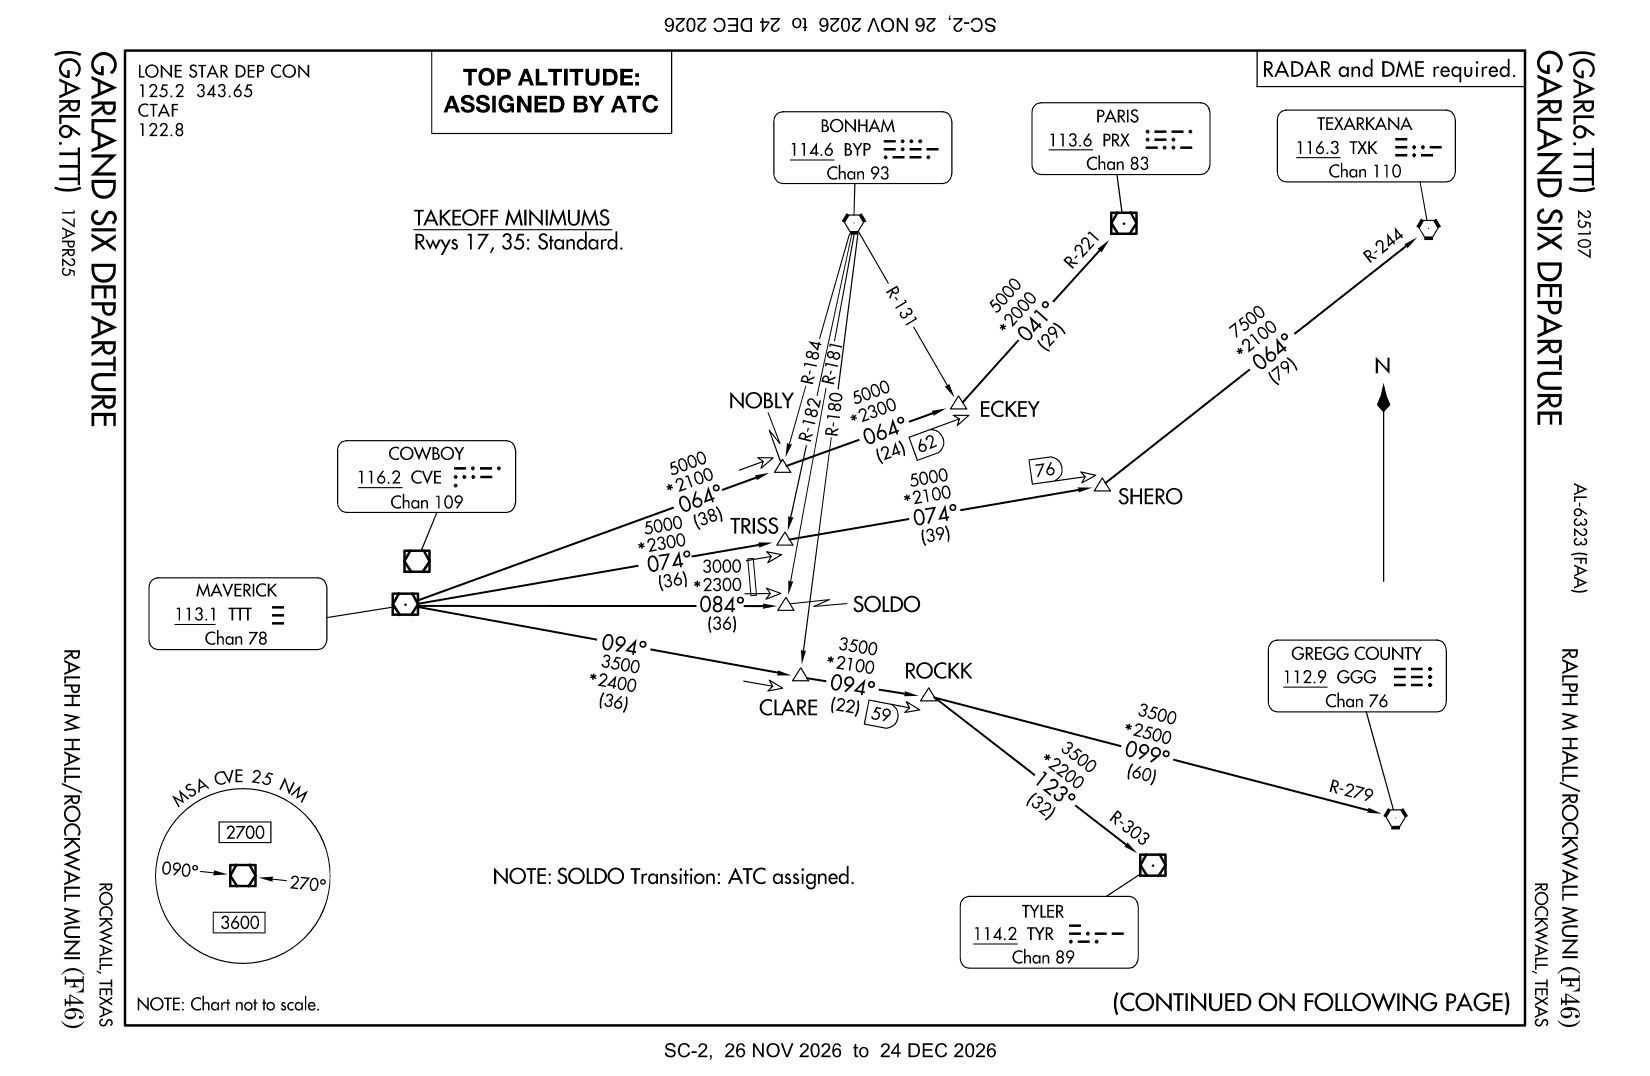 SC-2, 26 NOV 2026 to 24 DEC 2026
(GARL6.TTT) 17APR25
GARLAND SIX DEPARTURE
RALPH M HALL/ROCKWALL MUNI (F46)
ROCKWALL, TEXAS
LONE STAR DEP CON
125.2 343.65
CTAF
122.8
TOP ALTITUDE:
ASSIGNED BY ATC
RADAR and DME required.
BONHAM
114.6 BYP
Chan 93
PARIS
113.6 PRX
Chan 83
TEXARKANA
116.3 TXK
Chan 110
TAKEOFF MINIMUMS
Rwys 17, 35: Standard.
R-221
R-244
R-131
5000
*2000
041°
(29)
7500
*2100
064°
(79)
R-184
R-181
R-182
R-180
N
NOBLY
5000
*2300
064°
(24)
62
ECKEY
COWBOY
116.2 CVE
Chan 109
5000
*2100
064°
(38)
76
SHERO
5000
*2100
074°
(39)
TRISS
5000
*2300
074°
(36)
3000
*2300
084°
(36)
SOLDO
MAVERICK
113.1 TTT
Chan 78
094°
3500
*2400
(36)
CLARE
3500
*2100
094°
(22)
59
ROCKK
GREGG COUNTY
112.9 GGG
Chan 76
3500
*2500
099°
(60)
R-279
3500
*2200
123°
(32)
R-303
MSA CVE 25 NM
2700
090°
270°
3600
NOTE: SOLDO Transition: ATC assigned.
TYLER
114.2 TYR
Chan 89
NOTE: Chart not to scale.
(CONTINUED ON FOLLOWING PAGE)
(GARL6.TTT) 25107
GARLAND SIX DEPARTURE
AL-6323 (FAA)
RALPH M HALL/ROCKWALL MUNI (F46)
ROCKWALL, TEXAS
SC-2, 26 NOV 2026 to 24 DEC 2026